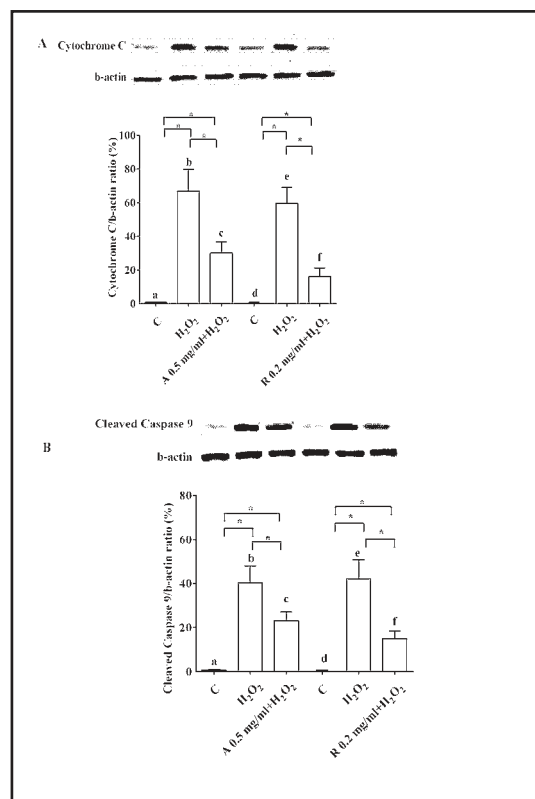 A Cytochrome C
b-actin
* *
* * * *
Cytochrome C/b-actin ratio (%)
100
80
60
40
20
0
a b c d e f
C H₂O₂ A 0.5 mg/ml+H₂O₂ C H₂O₂ R 0.2 mg/ml+H₂O₂
Cleaved Caspase 9
B
b-actin
* *
* * * *
Cleaved Caspase 9/b-actin ratio (%)
80
60
40
20
0
a b c d e f
C H₂O₂ A 0.5 mg/ml+H₂O₂ C H₂O₂ R 0.2 mg/ml+H₂O₂